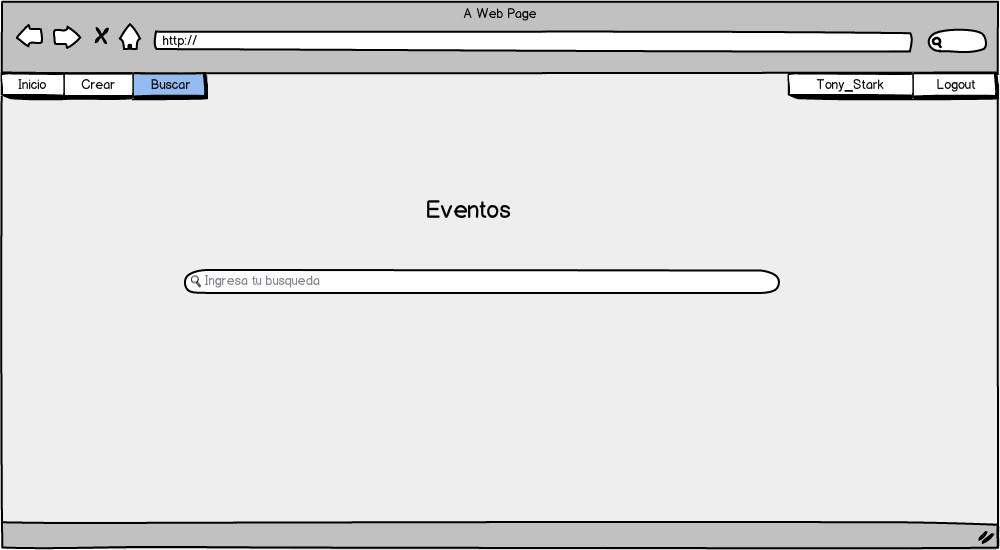 A Web Page
http://
Inicio Crear Buscar Tony_Stark Logout
Eventos
Ingresa tu busqueda